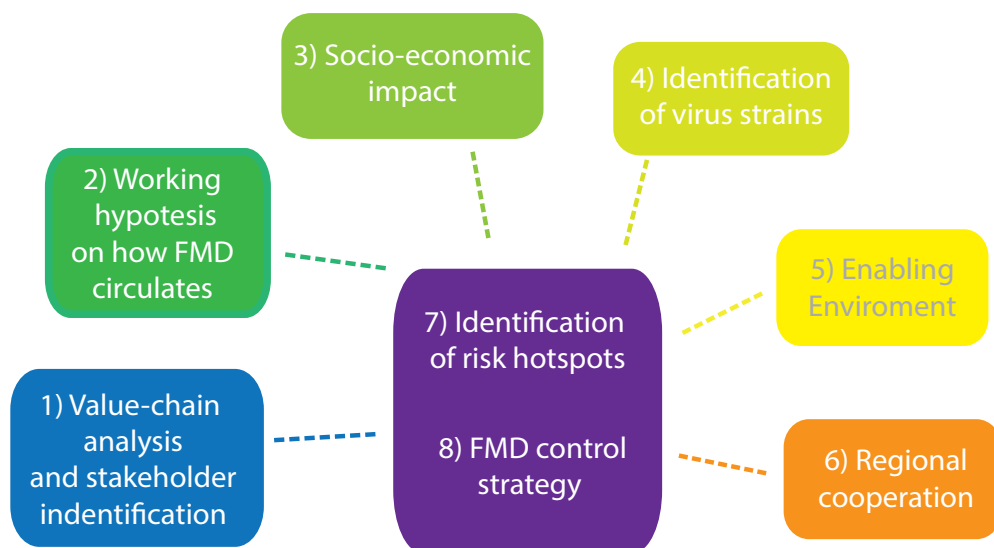 1) Value-chain
analysis
and stakeholder
indentification
2) Working
hypotesis
on how FMD
circulates
3) Socio-economic
impact
4) Identification
of virus strains
5) Enabling
Enviroment
6) Regional
cooperation
7) Identification
of risk hotspots
8) FMD control
strategy